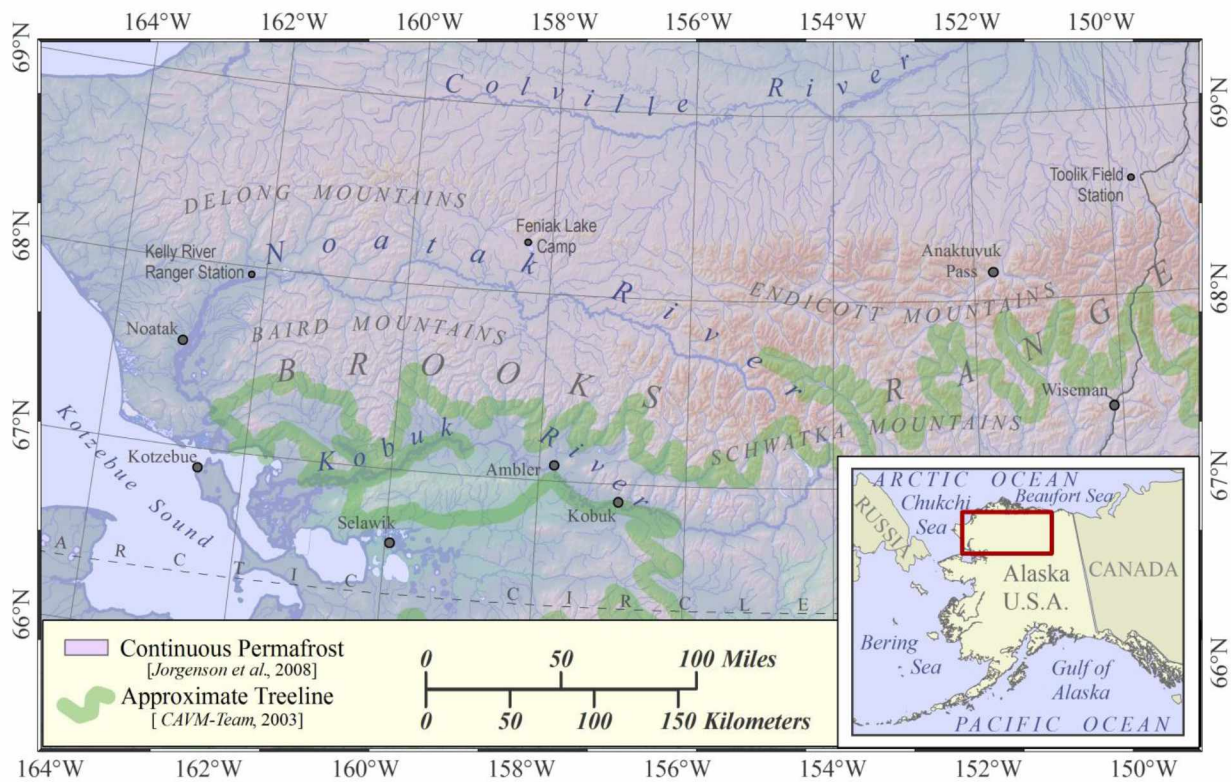 164°W 162°W 160°W 158°W 156°W 154°W 152°W 150°W
69°N
69°N
Colville River
Toolik Field
Station
DELONG MOUNTAINS
68°N
68°N
Feniak Lake
Camp
Noatak River
Kelly River
Ranger Station
Anaktuvuk
Pass
ENDICOTT MOUNTAINS
Noatak
BAIRD MOUNTAINS
BROOKS RANGE
Wiseman
67°N
67°N
SCHWATKA MOUNTAINS
Kotzebue Sound
Kotzebue
Kobuk River
Ambler
Kobuk
Selawik
ARCTIC CIRCLE
66°N
66°N
Continuous Permafrost
[Jorgenson et al., 2008]
Approximate Treeline
[ CAVM-Team, 2003]
0 50 100 Miles
0 50 100 150 Kilometers
ARCTIC OCEAN
Chukchi
Sea
Beaufort Sea
RUSSIA
Alaska
U.S.A.
CANADA
Bering
Sea
Gulf of
Alaska
PACIFIC OCEAN
164°W 162°W 160°W 158°W 156°W 154°W 152°W 150°W